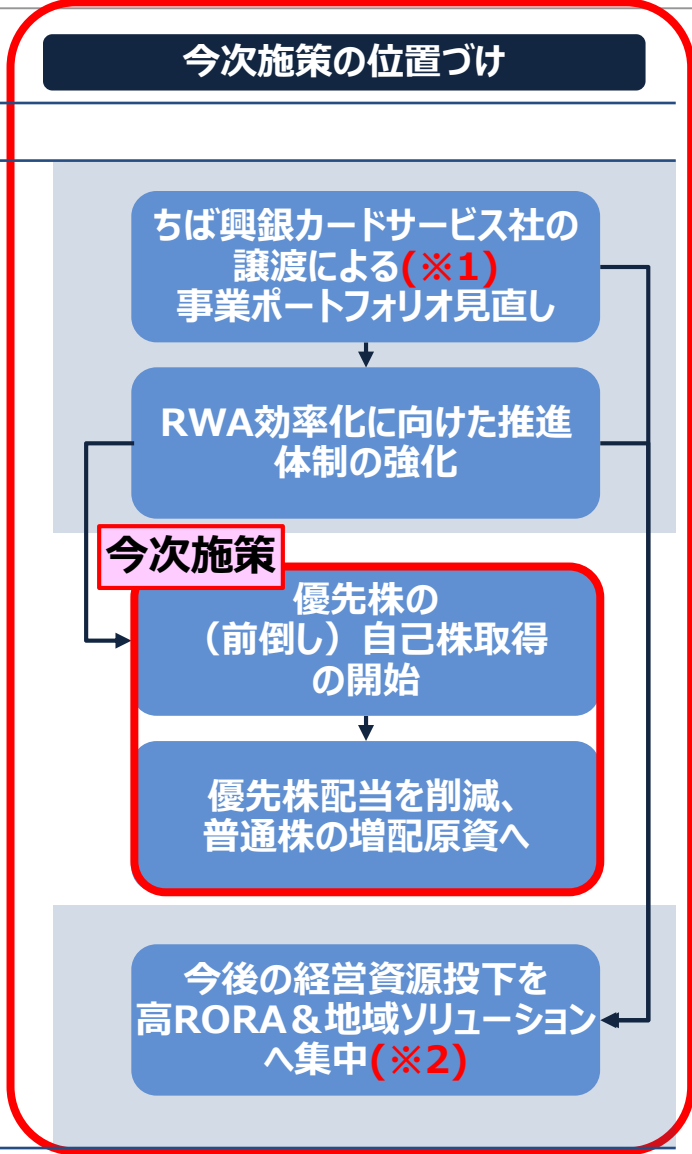 今次施策の位置づけ
ちば興銀カードサービス社の
譲渡による(※1)
事業ポートフォリオ見直し
RWA効率化に向けた推進
体制の強化
今次施策
優先株の
（前倒し）自己株取得
の開始
優先株配当を削減、
普通株の増配原資へ
今後の経営資源投下を
高RORA＆地域ソリューション
へ集中(※2)